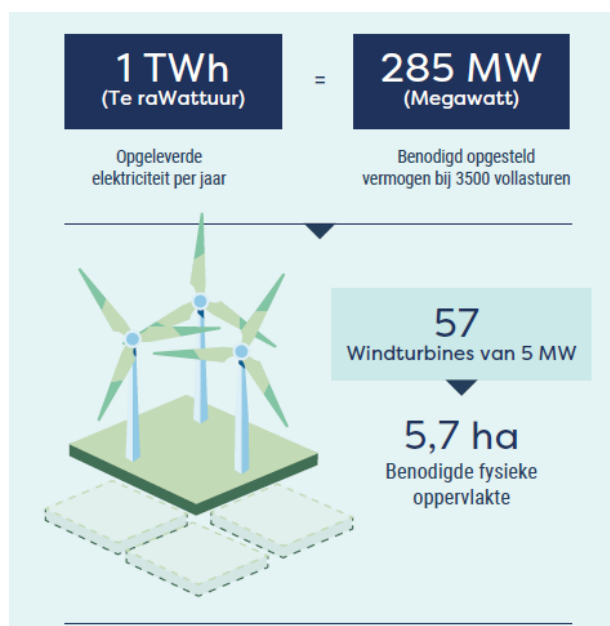 1 TWh
(Te raWattuur)
=
285 MW
(Megawatt)
Opgeleverde
elektriciteit per jaar
Benodigd opgesteld
vermogen bij 3500 vollasturen
57
Windturbines van 5 MW
5,7 ha
Benodigde fysieke
oppervlakte